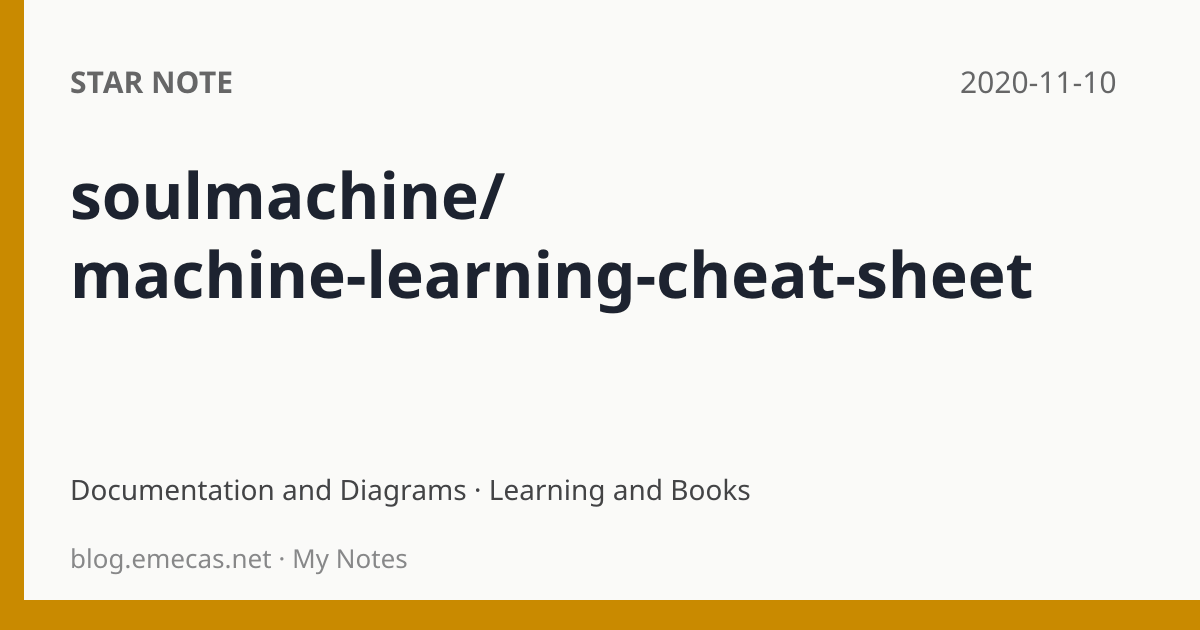 STAR NOTE
2020-11-10
soulmachine/
machine-learning-cheat-sheet
Documentation and Diagrams · Learning and Books
blog.emecas.net · My Notes